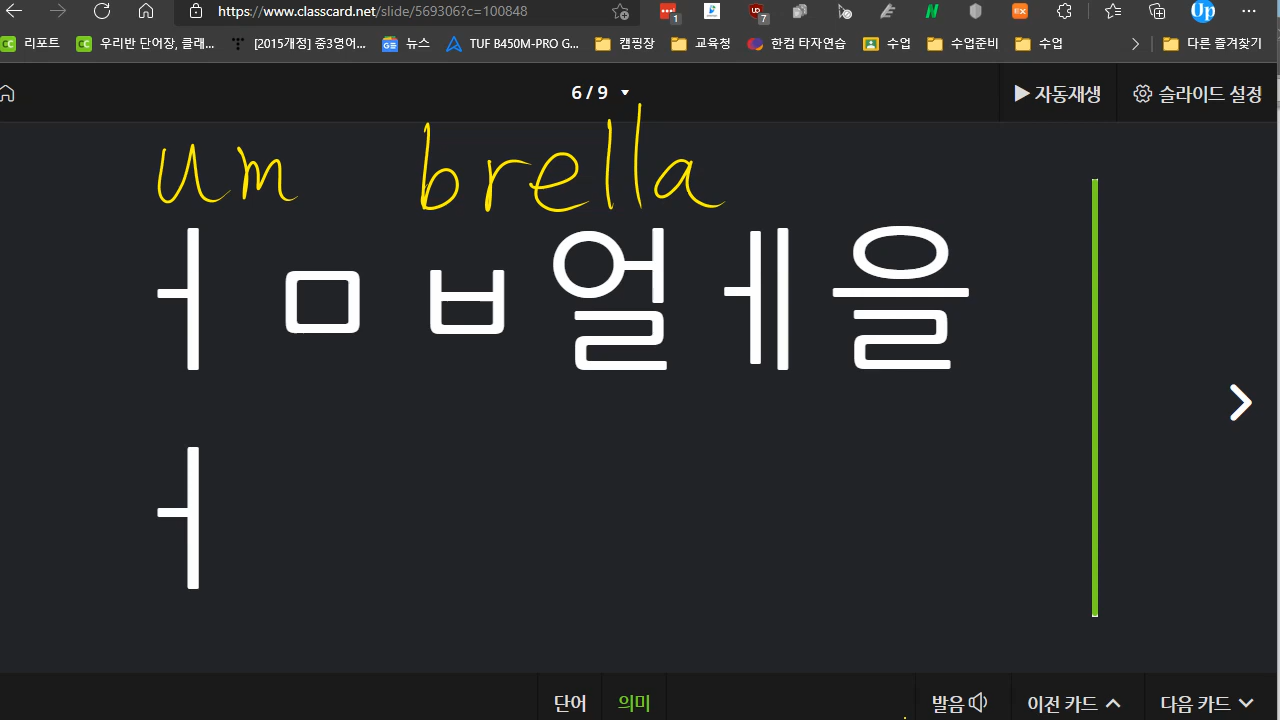 https://www.classcard.net/slide/569306?c=100848
리포트 우리반 단어장, 클래... [2015개정] 중3영어... 뉴스 TUF B450M-PRO G... 캠핑장 교육청 한컴 타자연습 수업 수업준비 수업 다른 즐겨찾기
6 / 9 자동재생 슬라이드 설정
um brella
ㅓ ㅁ ㅂ 얼 ㅔ 을
ㅓ
단어 의미 발음 이전 카드 다음 카드